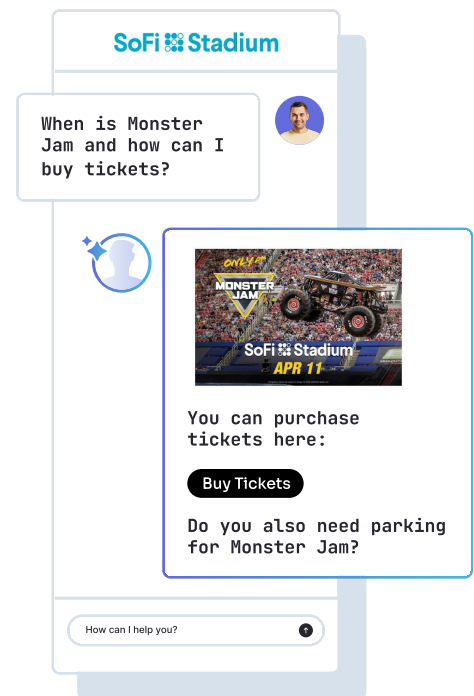 SoFi Stadium
When is Monster
Jam and how can I
buy tickets?
ONLY AT
MONSTER
JAM
SoFi Stadium
APR 11
You can purchase
tickets here:
Buy Tickets
Do you also need parking
for Monster Jam?
How can I help you?